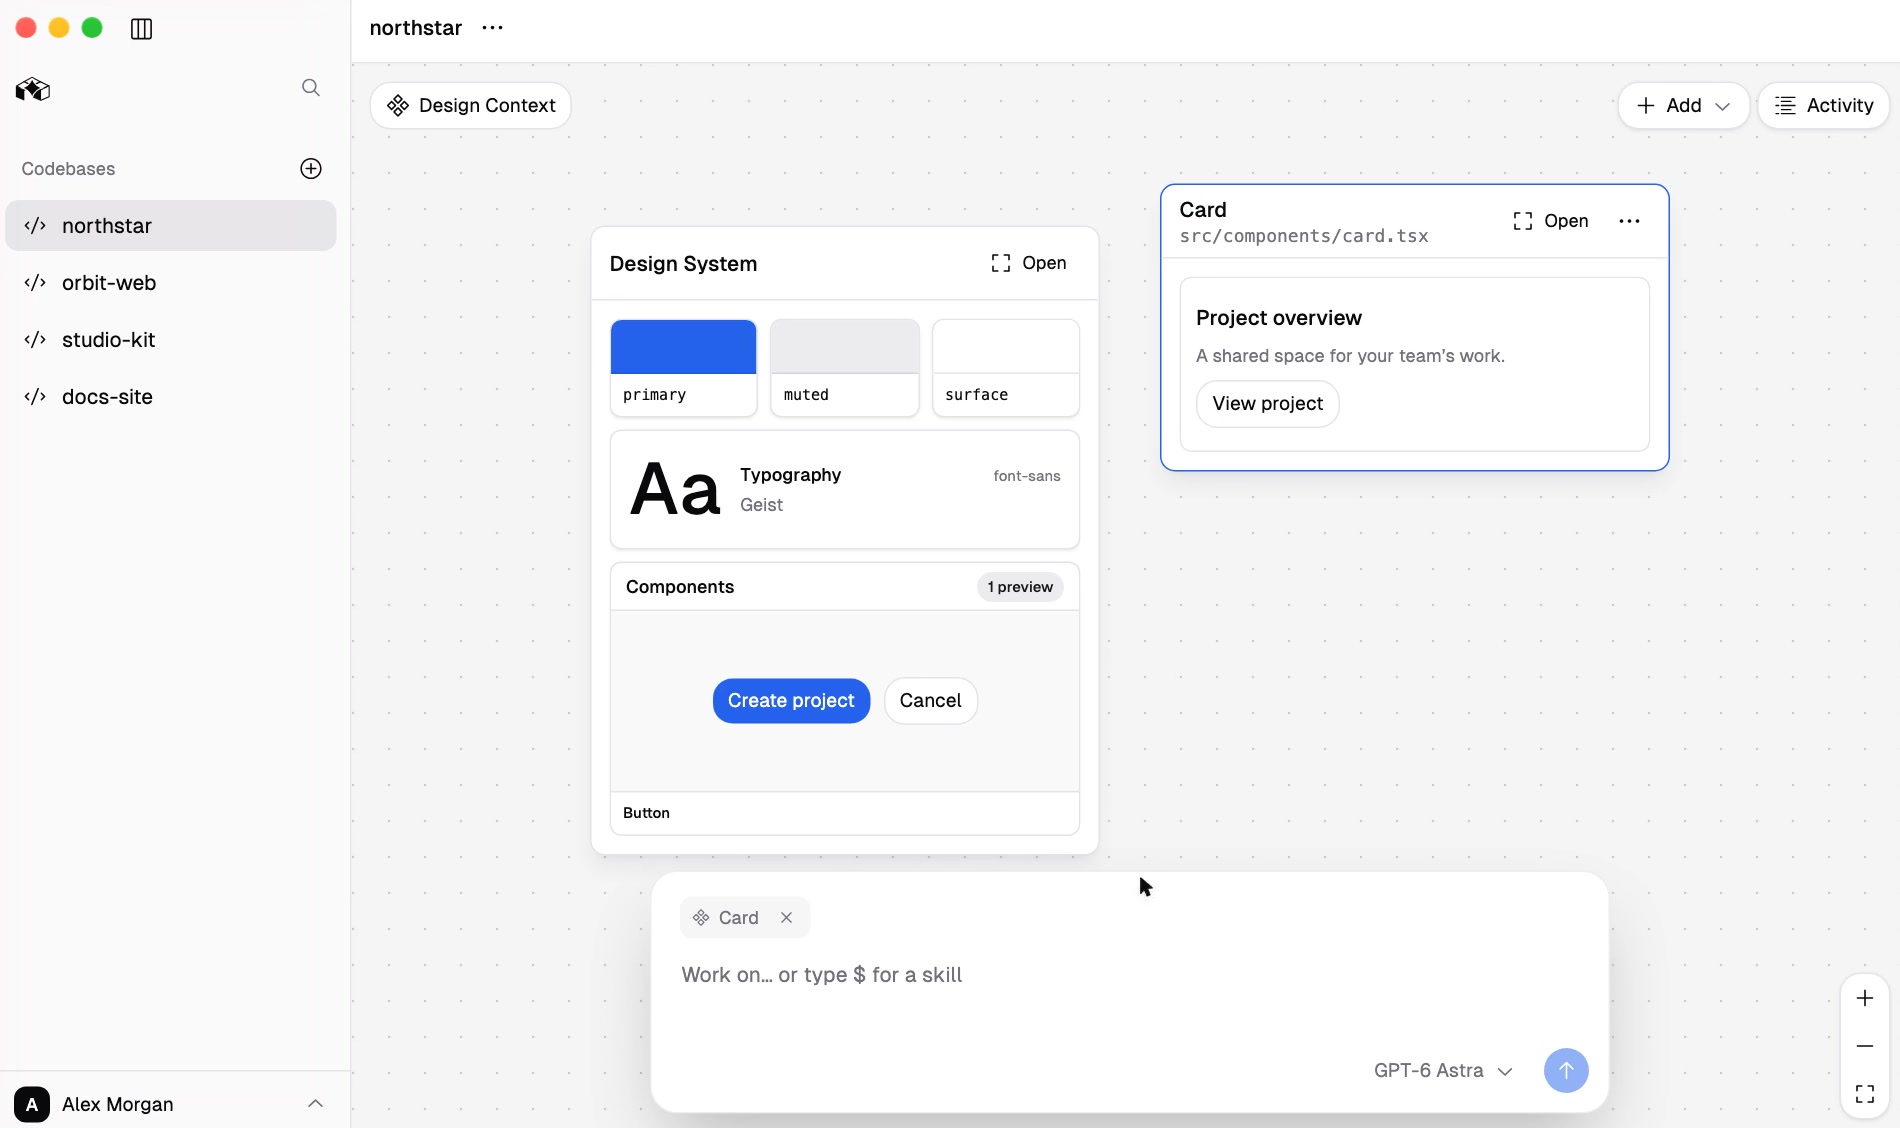 northstar
Codebases
northstar
orbit-web
studio-kit
docs-site
A Alex Morgan
Design Context
Add
Activity
Design System
Open
primary
muted
surface
Aa
Typography
font-sans
Geist
Components
1 preview
Create project
Cancel
Button
Card
src/components/card.tsx
Open
Project overview
A shared space for your team’s work.
View project
Card
Work on… or type $ for a skill
GPT-6 Astra